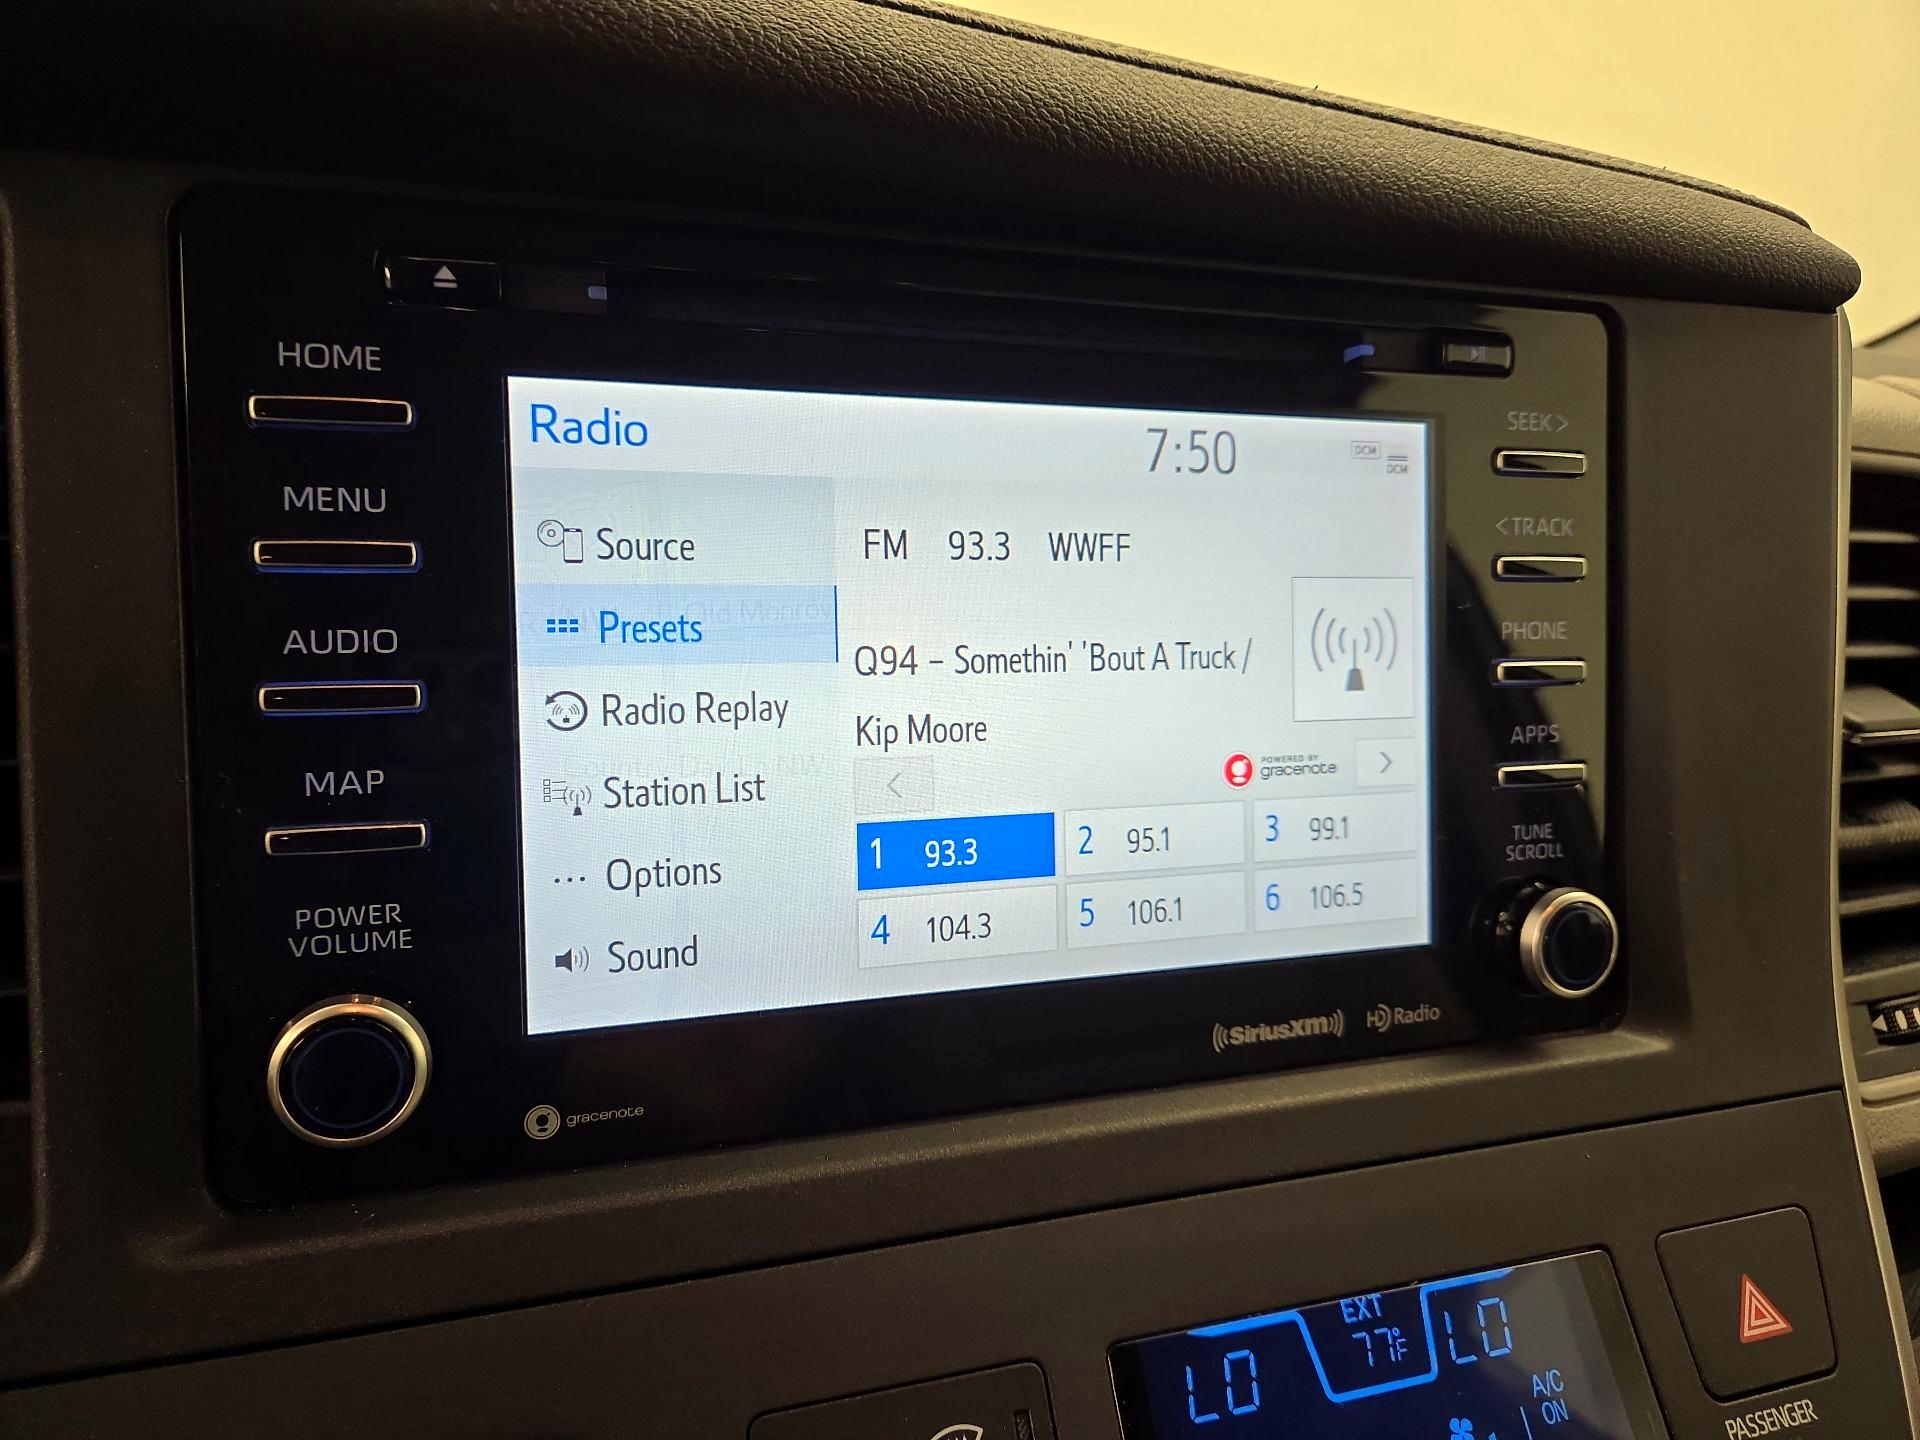 HOME
MENU
AUDIO
MAP
POWER
VOLUME
Radio
7:50
DCM
DCM
Source
Presets
Radio Replay
Station List
... Options
Sound
FM 93.3 WWFF
Q94 - Somethin' 'Bout A Truck /
Kip Moore
POWERED BY
gracenote
<
>
1 93.3
2 95.1
3 99.1
4 104.3
5 106.1
6 106.5
SEEK>
<TRACK
PHONE
APPS
TUNE
SCROLL
gracenote
((SiriusXM))
HD Radio
LO
EXT
77°F
LO
A/C
ON
PASSENGER